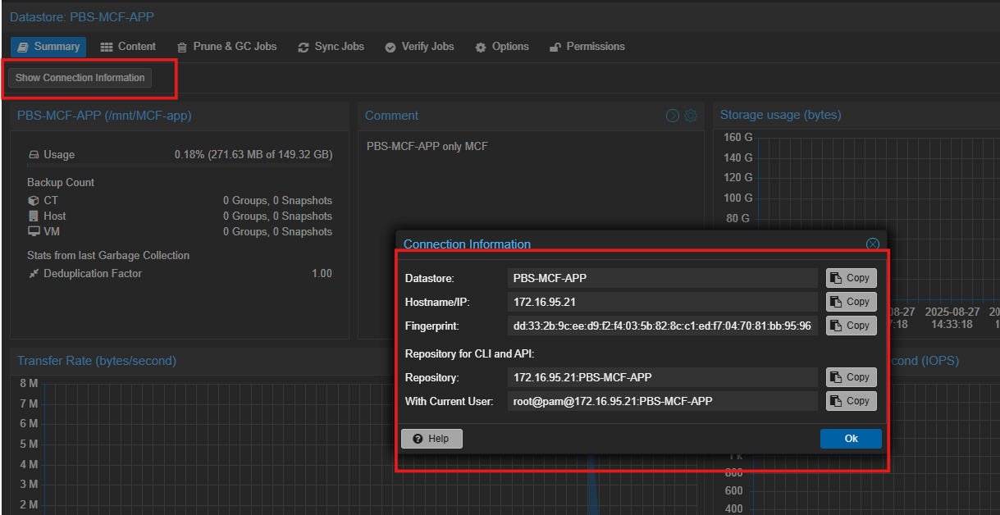 Datastore: PBS-MCF-APP
Summary Content Prune & GC Jobs Sync Jobs Verify Jobs Options Permissions
Show Connection Information
PBS-MCF-APP (/mnt/MCF-app)
Usage 0.18% (271.63 MB of 149.32 GB)
Backup Count
CT 0 Groups, 0 Snapshots
Host 0 Groups, 0 Snapshots
VM 0 Groups, 0 Snapshots
Stats from last Garbage Collection
Deduplication Factor 1.00
Comment
PBS-MCF-APP only MCF
Storage usage (bytes)
160 G
140 G
120 G
100 G
80 G
08-27 2025-08-27 20
:18 14:33:18 1
Connection Information
Datastore: PBS-MCF-APP Copy
Hostname/IP: 172.16.95.21 Copy
Fingerprint: dd:33:2b:9c:ee:d9:f2:f4:03:5b:82:8c:c1:ed:f7:04:70:81:bb:95:96: Copy
Repository for CLI and API:
Repository: 172.16.95.21:PBS-MCF-APP Copy
With Current User: root@pam@172.16.95.21:PBS-MCF-APP Copy
Help Ok
Transfer Rate (bytes/second)
8 M
7 M
6 M
5 M
4 M
3 M
2 M
cond (IOPS)
1 k
800
600
400